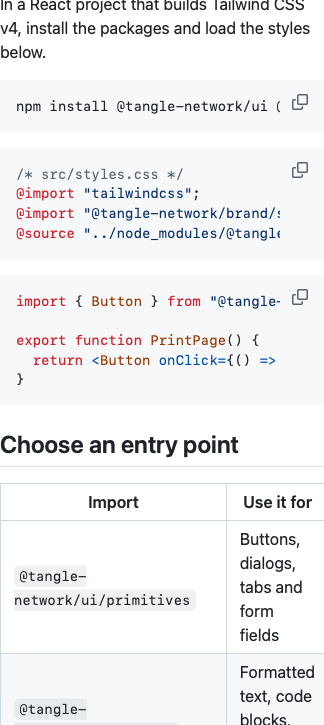 In a React project that builds Tailwind CSS
v4, install the packages and load the styles
below.
npm install @tangle-network/ui
/* src/styles.css */
@import "tailwindcss";
@import "@tangle-network/brand/
@source "../node_modules/@tangle
import { Button } from "@tangle-
export function PrintPage() {
return <Button onClick={() =>
}
Choose an entry point
Import Use it for
@tangle-
network/ui/primitives
Buttons,
dialogs,
tabs and
form
fields
@tangle-
Formatted
text, code
blocks,